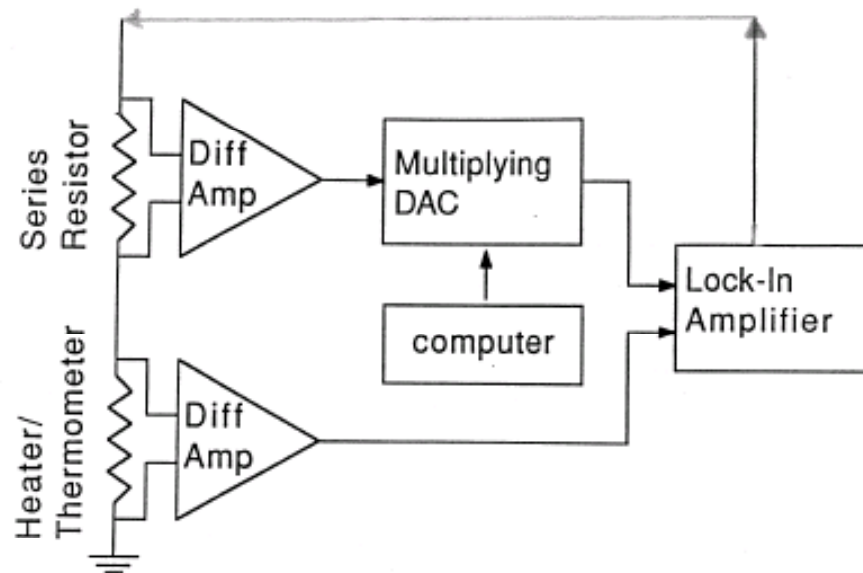 Series
Resistor
Diff
Amp
Multiplying
DAC
computer
Lock-In
Amplifier
Heater/
Thermometer
Diff
Amp